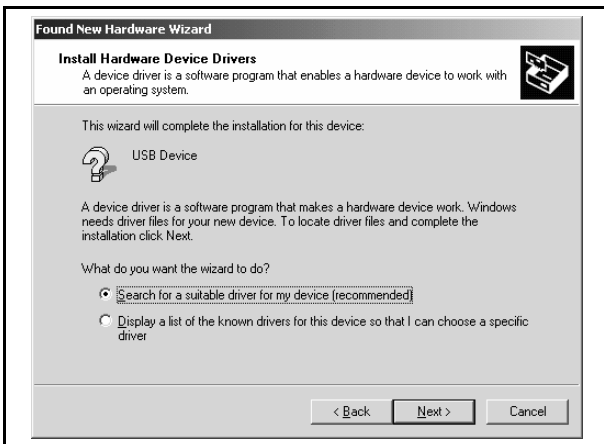 Found New Hardware Wizard
Install Hardware Device Drivers
A device driver is a software program that enables a hardware device to work with
an operating system.
This wizard will complete the installation for this device:
USB Device
A device driver is a software program that makes a hardware device work. Windows
needs driver files for your new device. To locate driver files and complete the
installation click Next.
What do you want the wizard to do?
Search for a suitable driver for my device (recommended)
Display a list of the known drivers for this device so that I can choose a specific
driver
< Back Next > Cancel